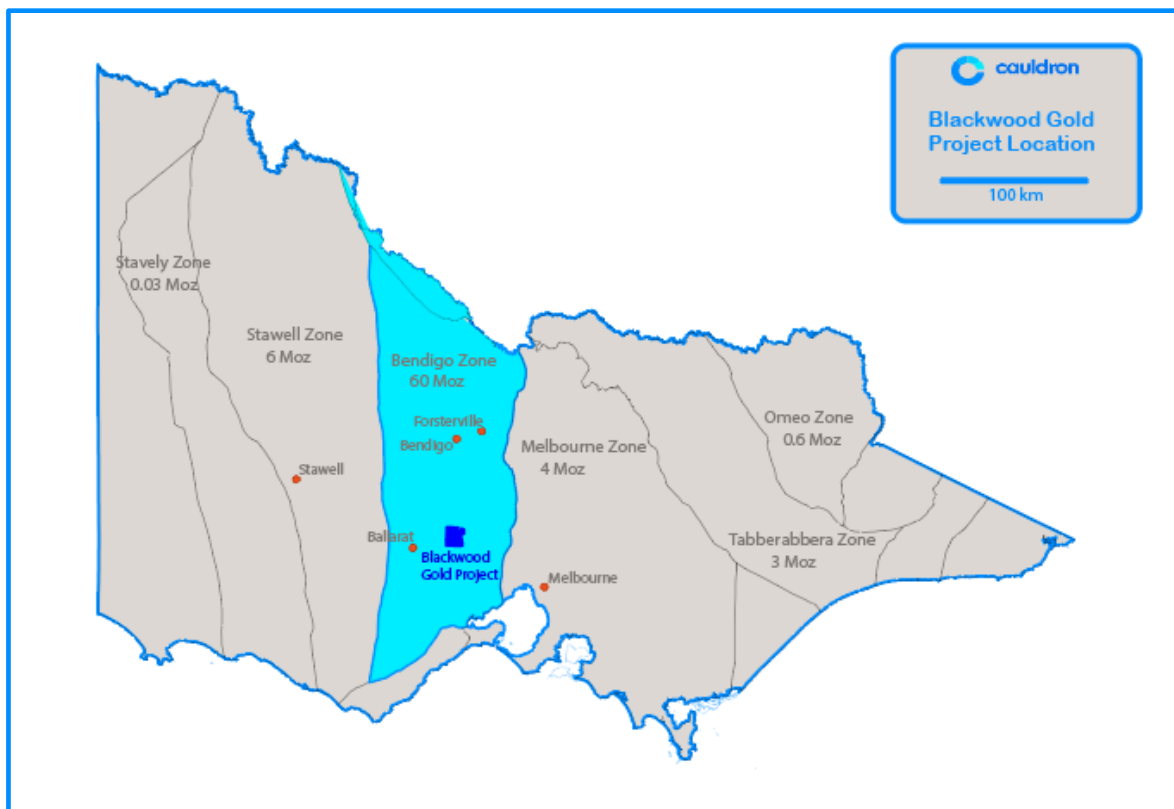 cauldron
Blackwood Gold
Project Location
100 km
Stavely Zone
0.03 Moz
Stawell Zone
6 Moz
Bendigo Zone
60 Moz
Forsterville
Bendigo
Omeo Zone
0.6 Moz
Melbourne Zone
4 Moz
Stawell
Ballarat
Blackwood
Gold Project
Tabberabbera Zone
3 Moz
Melbourne